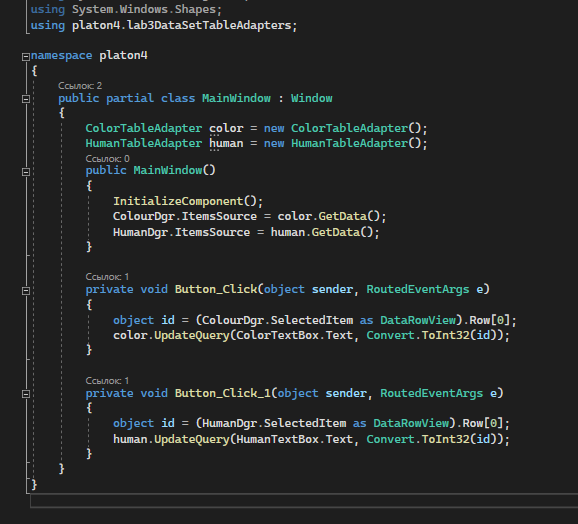 using System.Windows.Shapes;
using platon4.lab3DataSetTableAdapters;
namespace platon4
{
Ссылок: 2
public partial class MainWindow : Window
{
ColorTableAdapter color = new ColorTableAdapter();
HumanTableAdapter human = new HumanTableAdapter();
Ссылок: 0
public MainWindow()
{
InitializeComponent();
ColourDgr.ItemsSource = color.GetData();
HumanDgr.ItemsSource = human.GetData();
}
Ссылок: 1
private void Button_Click(object sender, RoutedEventArgs e)
{
object id = (ColourDgr.SelectedItem as DataRowView).Row[0];
color.UpdateQuery(ColorTextBox.Text, Convert.ToInt32(id));
}
Ссылок: 1
private void Button_Click_1(object sender, RoutedEventArgs e)
{
object id = (HumanDgr.SelectedItem as DataRowView).Row[0];
human.UpdateQuery(HumanTextBox.Text, Convert.ToInt32(id));
}
}
}